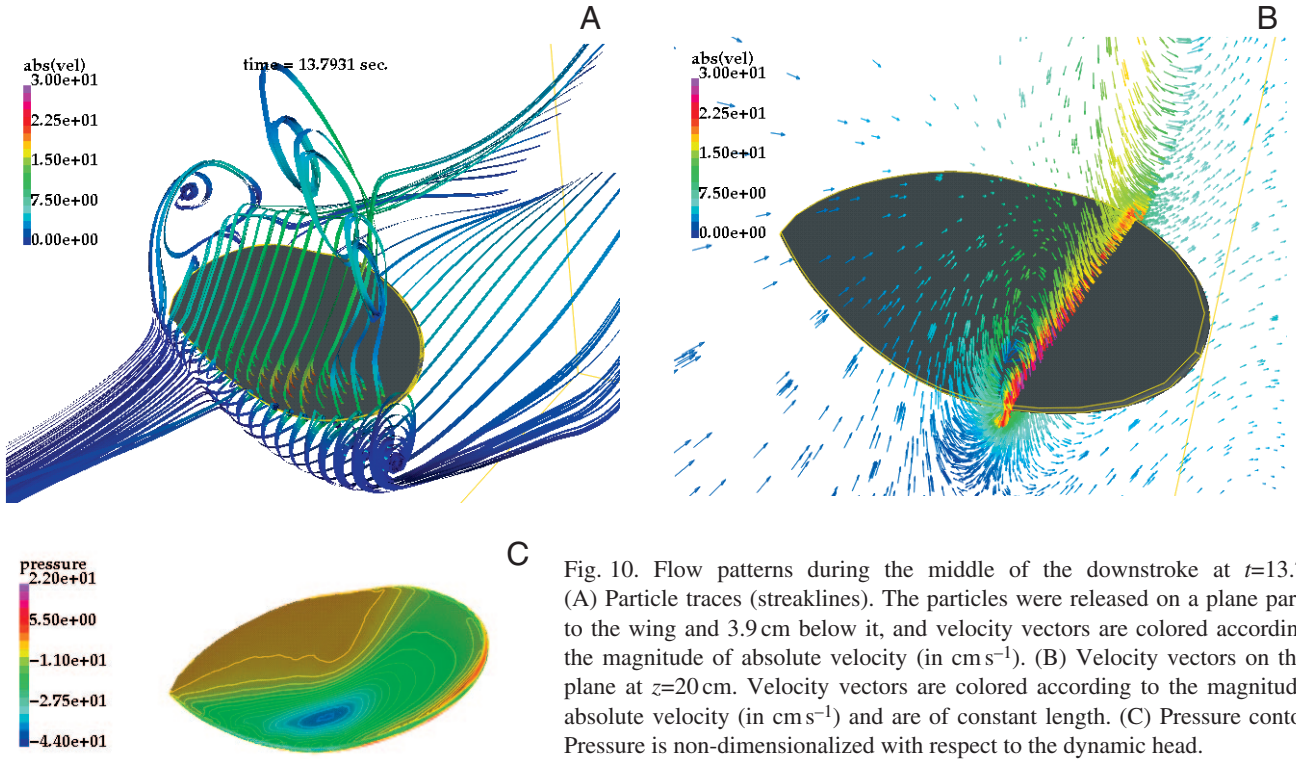 A
abs(vel)
3.00e+01
2.25e+01
1.50e+01
7.50e+00
0.00e+00
time = 13.7931 sec.
B
abs(vel)
3.00e+01
2.25e+01
1.50e+01
7.50e+00
0.00e+00
C
pressure
2.20e+01
5.50e+00
−1.10e+01
−2.75e+01
−4.40e+01
Fig. 10. Flow patterns during the middle of the downstroke at t=13.
(A) Particle traces (streaklines). The particles were released on a plane par
to the wing and 3.9 cm below it, and velocity vectors are colored accordin
the magnitude of absolute velocity (in cm s–1). (B) Velocity vectors on th
plane at z=20 cm. Velocity vectors are colored according to the magnitud
absolute velocity (in cm s–1) and are of constant length. (C) Pressure conto
Pressure is non-dimensionalized with respect to the dynamic head.